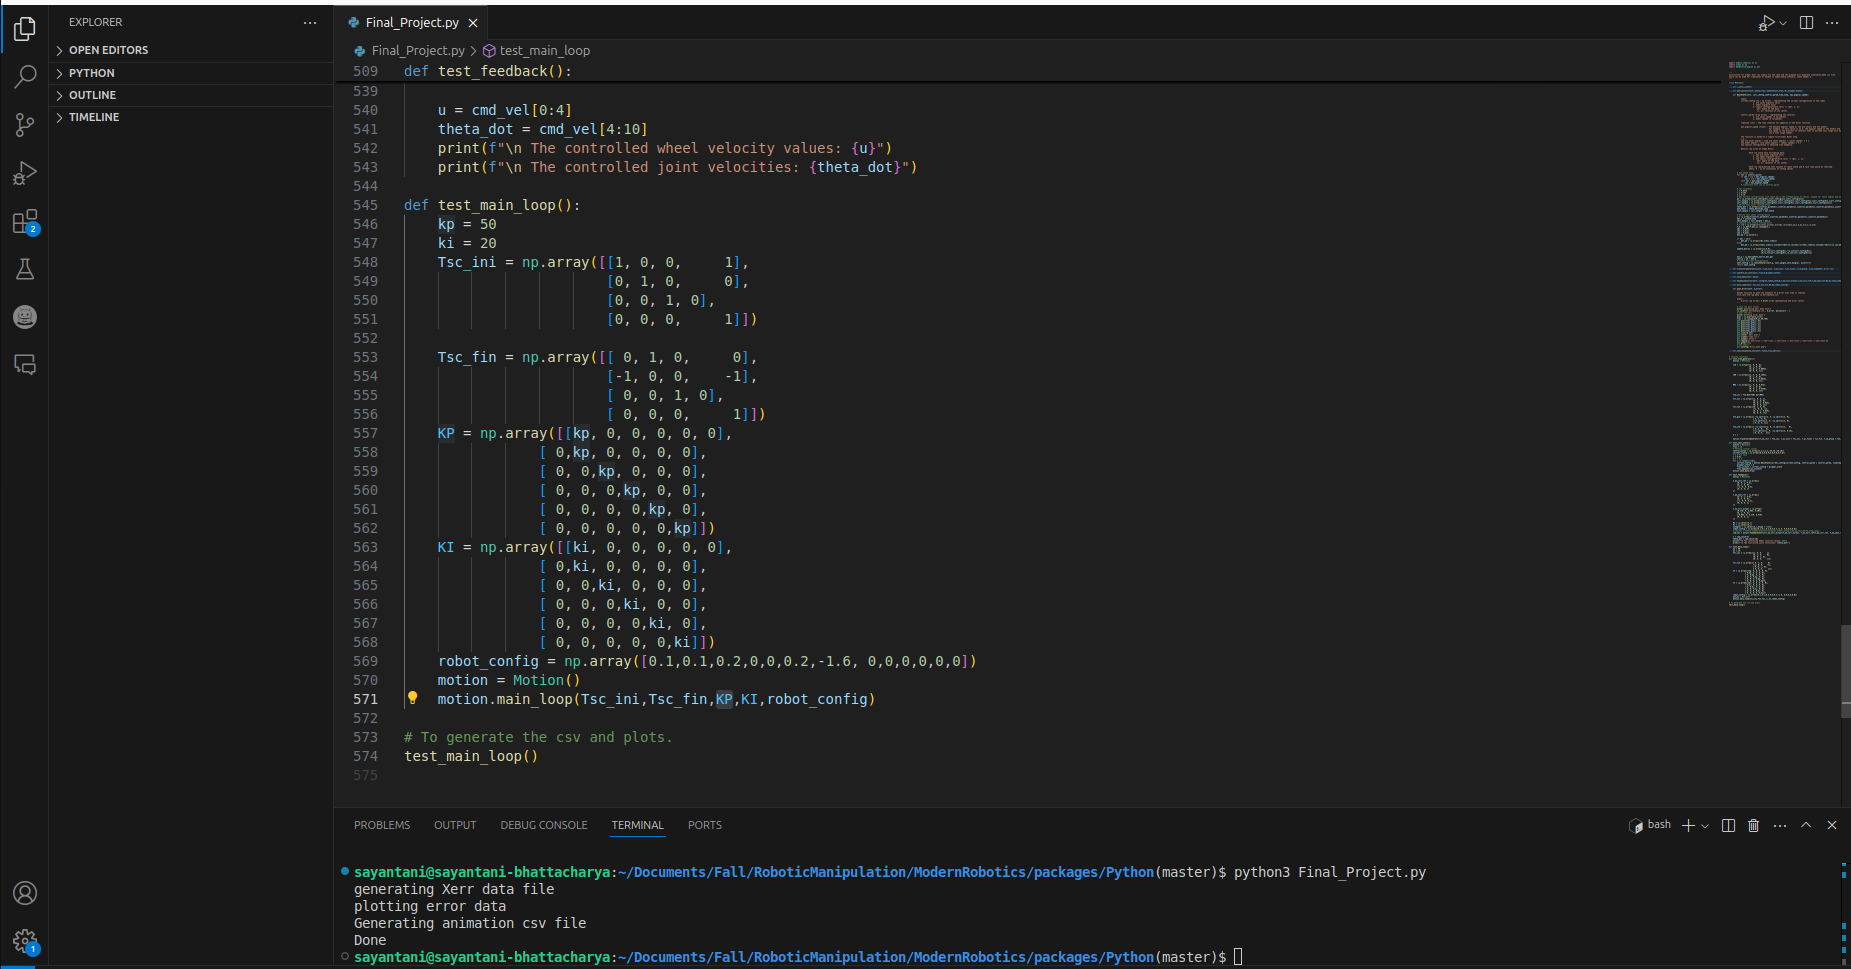 EXPLORER
OPEN EDITORS
PYTHON
OUTLINE
TIMELINE
2
1
Final_Project.py
Final_Project.py > test_main_loop
509 def test_feedback():
539
540 u = cmd_vel[0:4]
541 theta_dot = cmd_vel[4:10]
542 print(f"\n The controlled wheel velocity values: {u}")
543 print(f"\n The controlled joint velocities: {theta_dot}")
544
545 def test_main_loop():
546 kp = 50
547 ki = 20
548 Tsc_ini = np.array([[1, 0, 0, 1],
549 [0, 1, 0, 0],
550 [0, 0, 1, 0],
551 [0, 0, 0, 1]])
552
553 Tsc_fin = np.array([[ 0, 1, 0, 0],
554 [-1, 0, 0, -1],
555 [ 0, 0, 1, 0],
556 [ 0, 0, 0, 1]])
557 KP = np.array([[kp, 0, 0, 0, 0, 0],
558 [ 0,kp, 0, 0, 0, 0],
559 [ 0, 0,kp, 0, 0, 0],
560 [ 0, 0, 0,kp, 0, 0],
561 [ 0, 0, 0, 0,kp, 0],
562 [ 0, 0, 0, 0, 0,kp]])
563 KI = np.array([[ki, 0, 0, 0, 0, 0],
564 [ 0,ki, 0, 0, 0, 0],
565 [ 0, 0,ki, 0, 0, 0],
566 [ 0, 0, 0,ki, 0, 0],
567 [ 0, 0, 0, 0,ki, 0],
568 [ 0, 0, 0, 0, 0,ki]])
569 robot_config = np.array([0.1,0.1,0.2,0,0,0.2,-1.6, 0,0,0,0,0,0])
570 motion = Motion()
571 motion.main_loop(Tsc_ini,Tsc_fin,KP,KI,robot_config)
572
573 # To generate the csv and plots.
574 test_main_loop()
575
PROBLEMS OUTPUT DEBUG CONSOLE TERMINAL PORTS bash
sayantani@sayantani-bhattacharya:~/Documents/Fall/RoboticManipulation/ModernRobotics/packages/Python(master)$ python3 Final_Project.py
generating Xerr data file
plotting error data
Generating animation csv file
Done
sayantani@sayantani-bhattacharya:~/Documents/Fall/RoboticManipulation/ModernRobotics/packages/Python(master)$